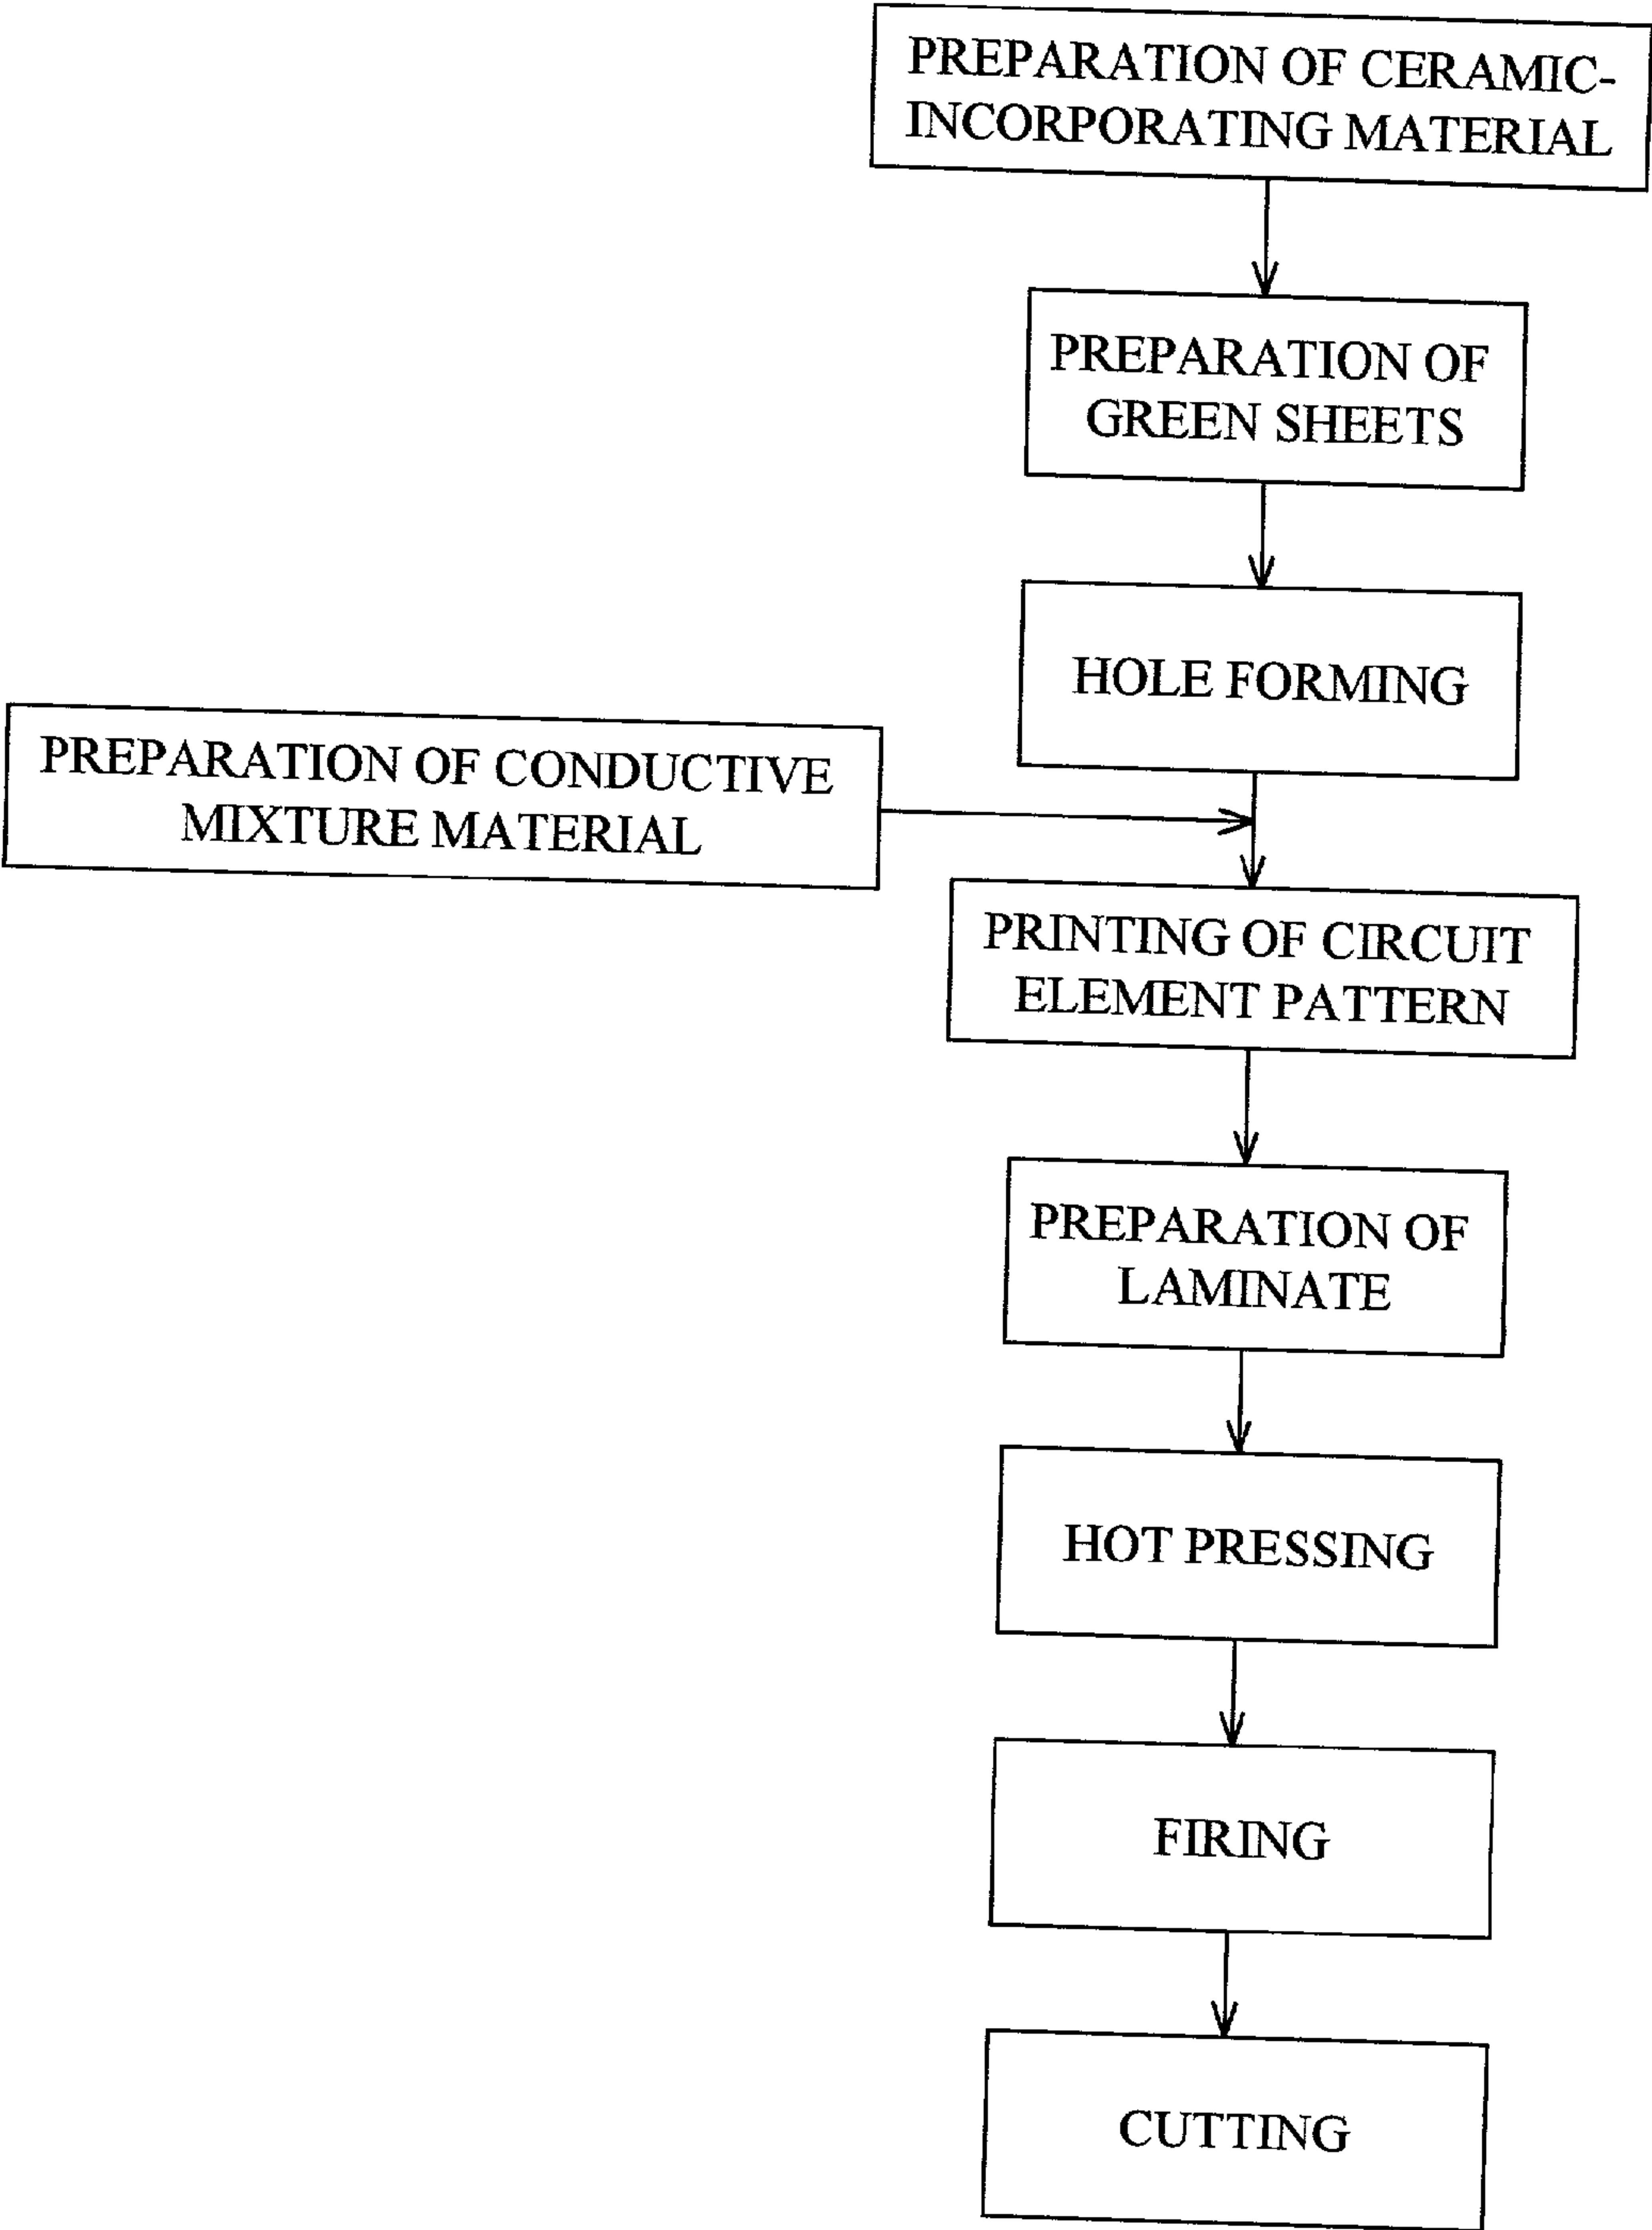 PREPARATION OF CERAMIC-
INCORPORATING MATERIAL
PREPARATION OF
GREEN SHEETS
HOLE FORMING
PREPARATION OF CONDUCTIVE
MIXTURE MATERIAL
PRINTING OF CIRCUIT
ELEMENT PATTERN
PREPARATION OF
LAMINATE
HOT PRESSING
FIRING
CUTTING